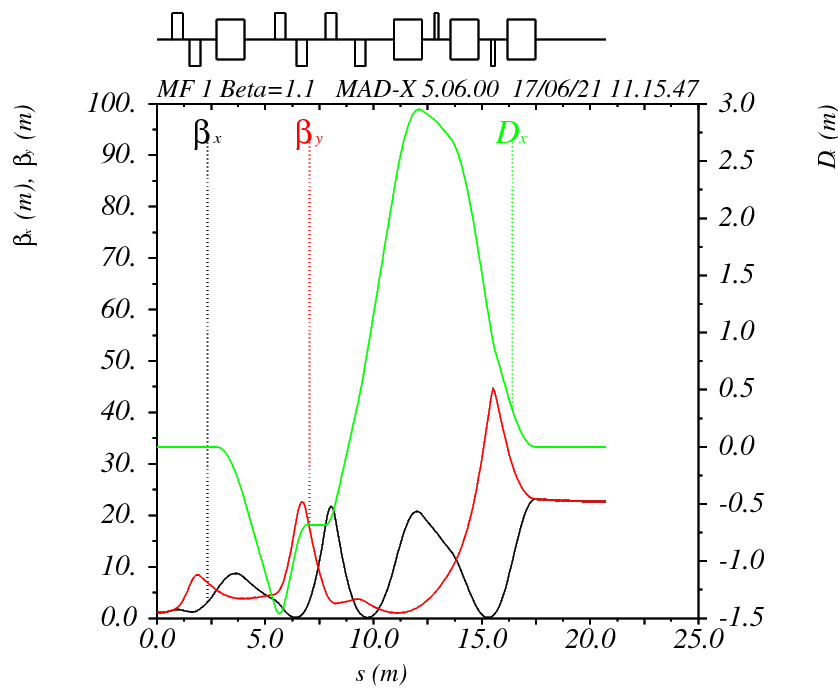 MF 1 Beta=1.1 MAD-X 5.06.00 17/06/21 11.15.47
βx (m), βy (m)
100.
90.
80.
70.
60.
50.
40.
30.
20.
10.
0.0
βx
βy
Dx
3.0
2.5
2.0
1.5
1.0
0.5
0.0
-0.5
-1.0
-1.5
Dx (m)
0.0 5.0 10.0 15.0 20.0 25.0
s (m)